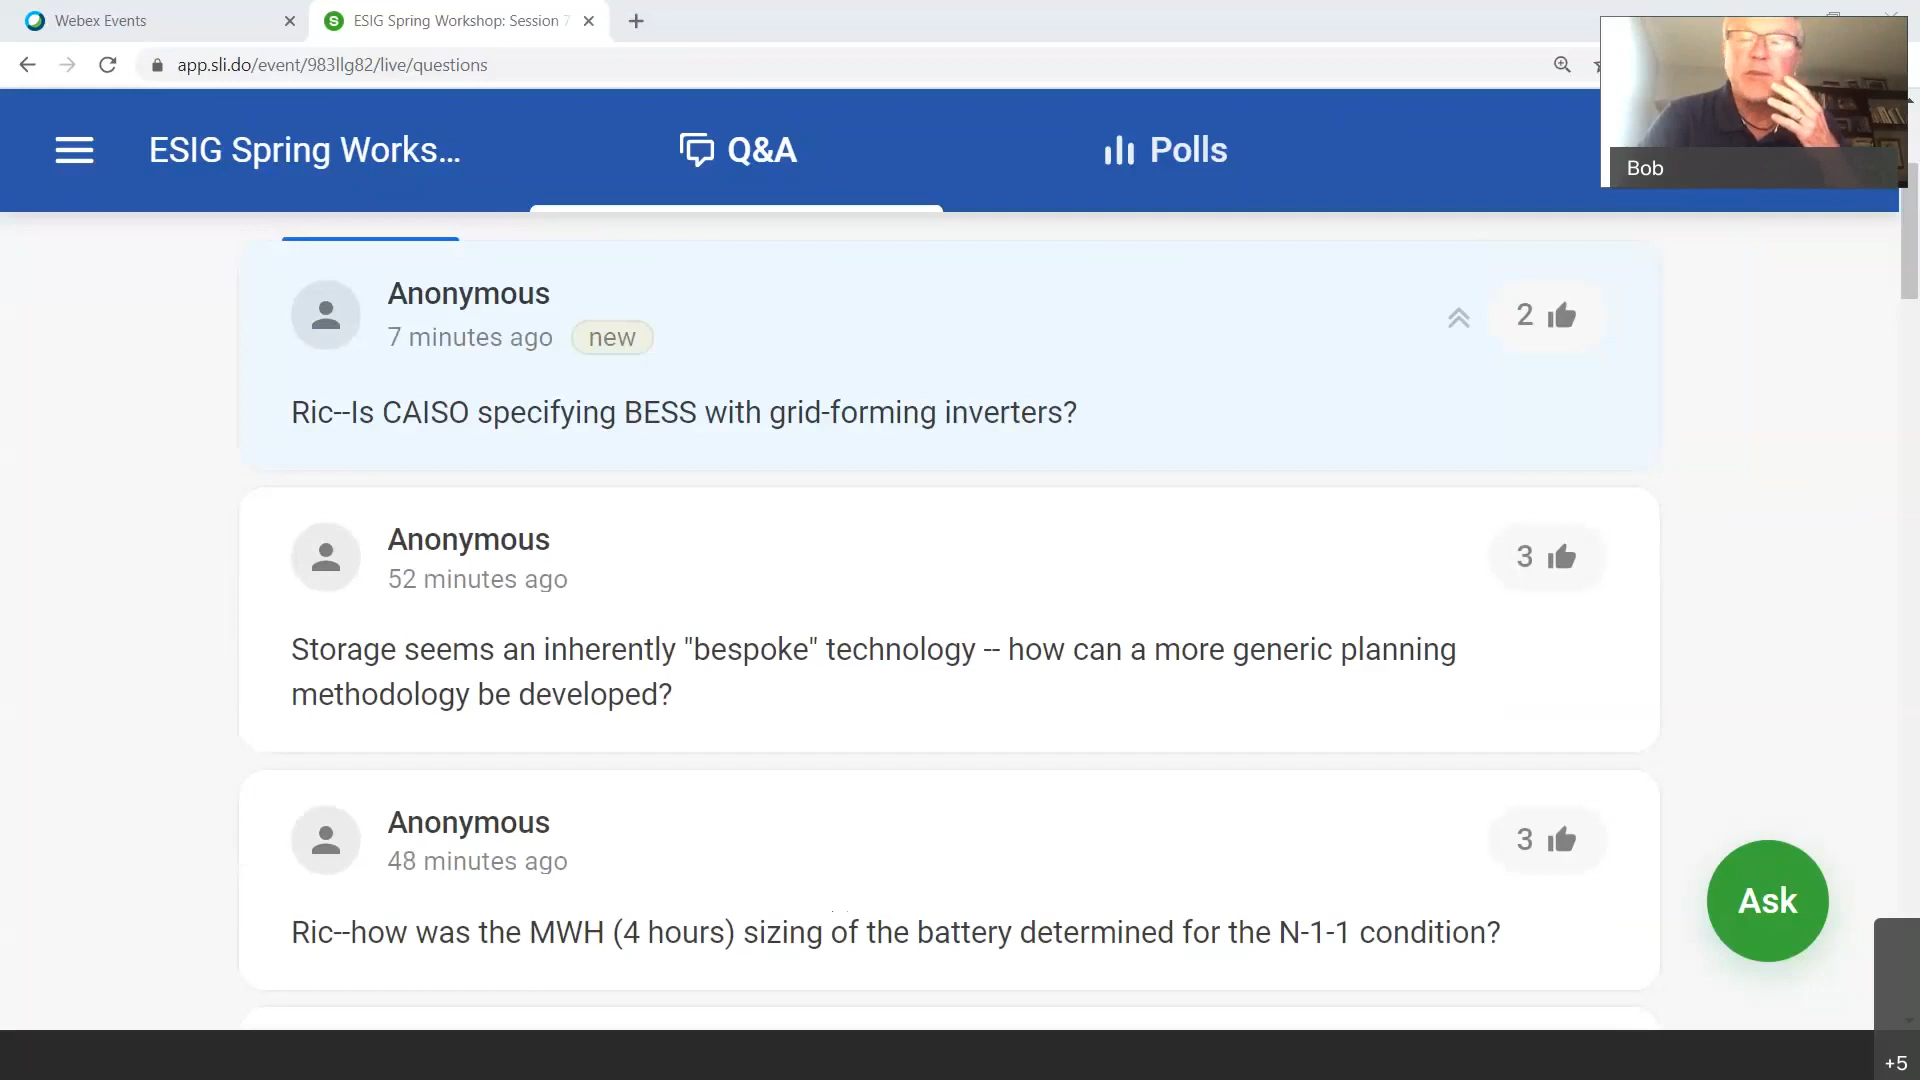 Webex Events
S ESIG Spring Workshop: Session 7
app.sli.do/event/983llg82/live/questions
Bob
ESIG Spring Works...
Q&A
Polls
Anonymous
7 minutes ago new
2
Ric--Is CAISO specifying BESS with grid-forming inverters?
Anonymous
52 minutes ago
3
Storage seems an inherently "bespoke" technology -- how can a more generic planning
methodology be developed?
Anonymous
48 minutes ago
3
Ric--how was the MWH (4 hours) sizing of the battery determined for the N-1-1 condition?
Ask
+5